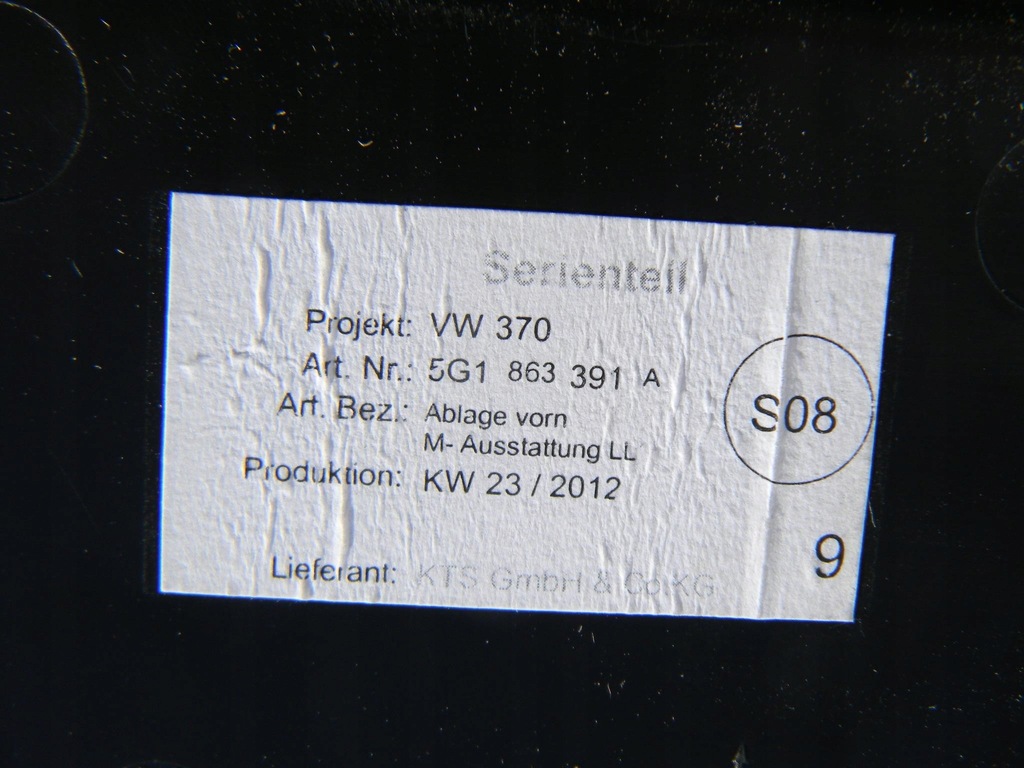 Serienteil
Projekt: VW 370
Art. Nr.: 5G1 863 391 A
Art. Bez.: Ablage vorn
M- Ausstattung LL
S08
Produktion: KW 23 / 2012
9
Lieferant: KTS GmbH & Co.KG